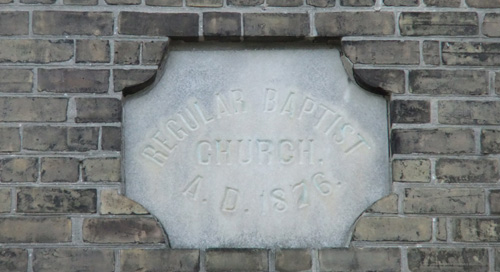 REGULAR BAPTIST
CHURCH.
A.D. 1876.